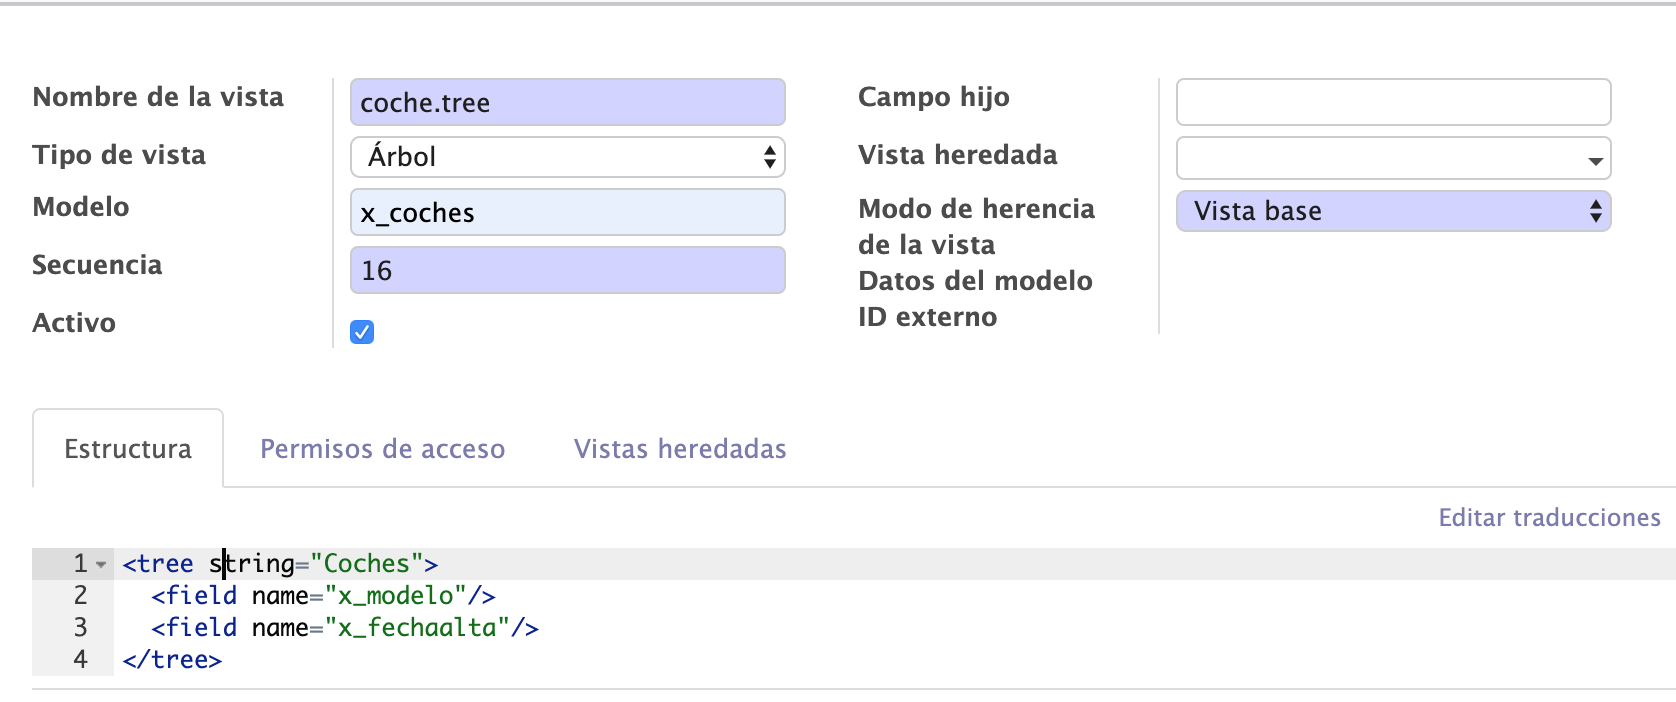 Nombre de la vista
coche.tree
Tipo de vista
Árbol
Modelo
x_coches
Secuencia
16
Activo
Campo hijo
Vista heredada
Modo de herencia
de la vista
Vista base
Datos del modelo
ID externo
Estructura
Permisos de acceso
Vistas heredadas
Editar traducciones
1 <tree string="Coches">
2 <field name="x_modelo"/>
3 <field name="x_fechaalta"/>
4 </tree>